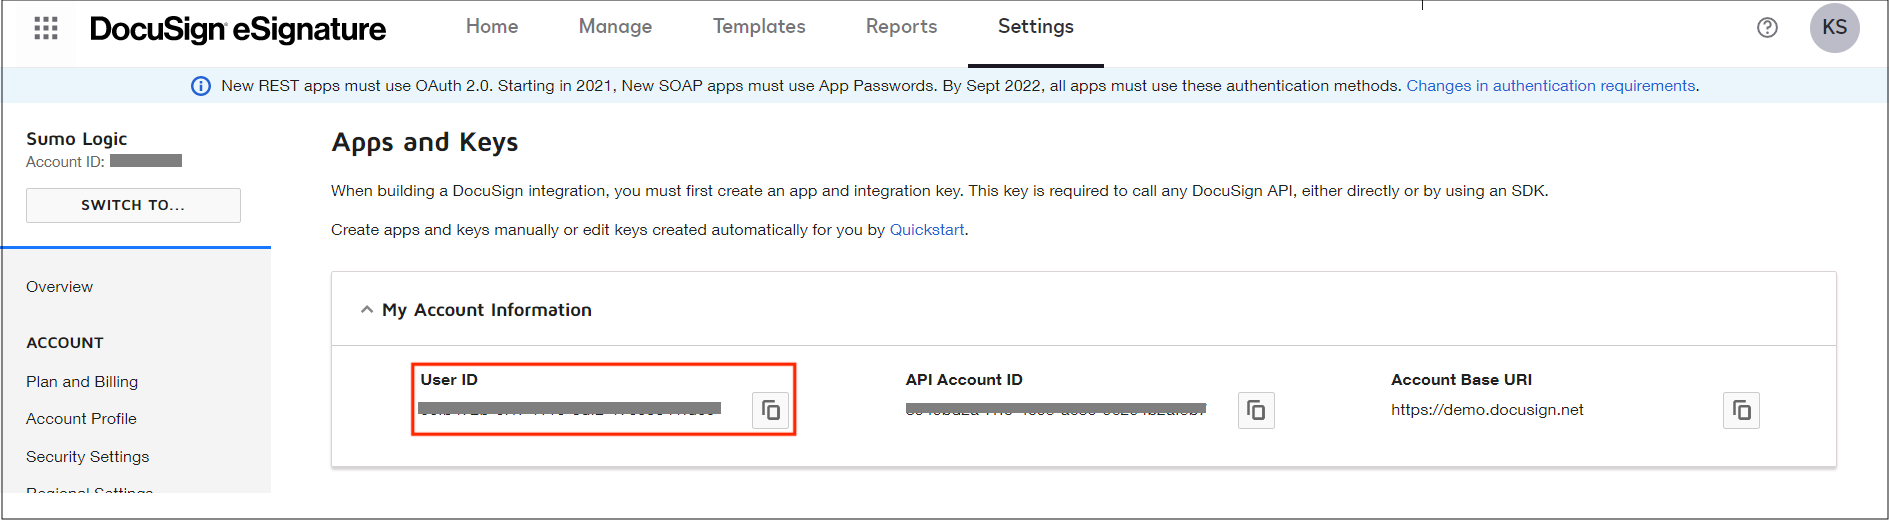 DocuSign eSignature
Home
Manage
Templates
Reports
Settings
KS
New REST apps must use OAuth 2.0. Starting in 2021, New SOAP apps must use App Passwords. By Sept 2022, all apps must use these authentication methods. Changes in authentication requirements.
Sumo Logic
Account ID:
SWITCH TO...
Overview
ACCOUNT
Plan and Billing
Account Profile
Security Settings
Regional Settings
Apps and Keys
When building a DocuSign integration, you must first create an app and integration key. This key is required to call any DocuSign API, either directly or by using an SDK.
Create apps and keys manually or edit keys created automatically for you by Quickstart.
My Account Information
User ID
API Account ID
Account Base URI
https://demo.docusign.net